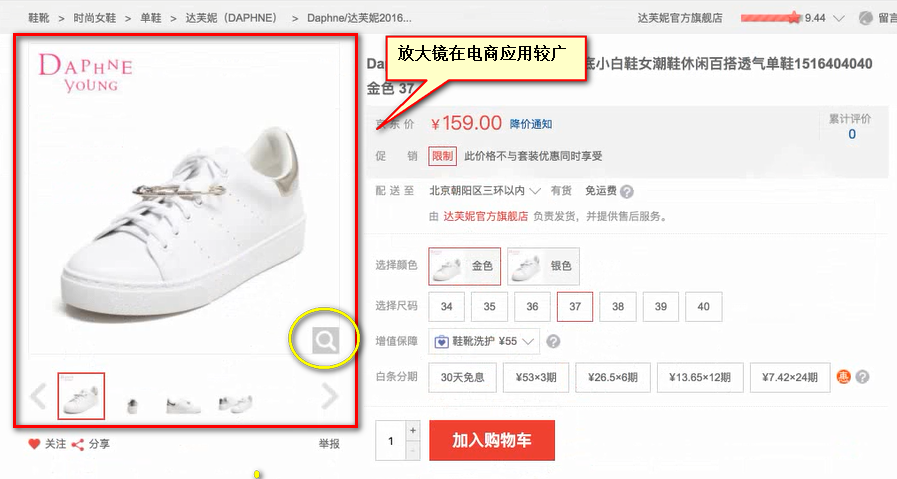 鞋靴 > 时尚女鞋 > 单鞋 > 达芙妮（DAPHNE） > Daphne/达芙妮2016...
达芙妮官方旗舰店 9.44 留言
DAPHNE
YOUNG
放大镜在电商应用较广
底小白鞋女潮鞋休闲百搭透气单鞋1516404040
金色 37
京东价 ¥159.00 降价通知
累计评价
0
促 销 限制 此价格不与套装优惠同时享受
配送至 北京朝阳区三环以内 有货 免运费 ?
由 达芙妮官方旗舰店 负责发货，并提供售后服务。
选择颜色 金色 银色
选择尺码 34 35 36 37 38 39 40
增值保障 鞋靴洗护 ¥55 ?
白条分期 30天免息 ¥53×3期 ¥26.5×6期 ¥13.65×12期 ¥7.42×24期 惠 ?
关注 分享 举报
1 + - 加入购物车